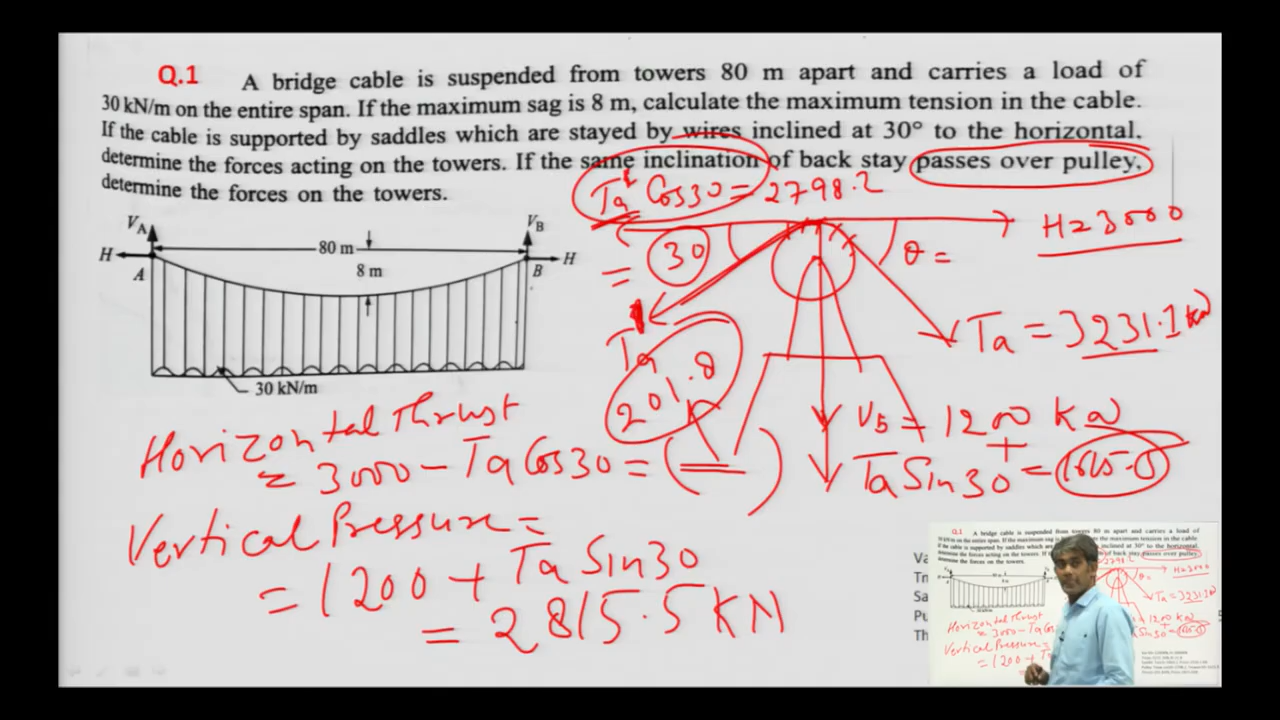 Q.1 A bridge cable is suspended from towers 80 m apart and carries a load of
30 kN/m on the entire span. If the maximum sag is 8 m, calculate the maximum tension in the cable.
If the cable is supported by saddles which are stayed by wires inclined at 30° to the horizontal,
determine the forces acting on the towers. If the same inclination of back stay passes over pulley,
determine the forces on the towers.
Ta Cos30 = 2798.2
H=3000
VA
VB
80 m
H
H
A
8 m
B
30 kN/m
= 30
θ =
Ta
Ta = 3231.1 kN
201.8
= 1200 kN
+
Ta Sin30 =
Horizontal Thrust
= 3000 - Ta Cos30 = ( )
Vertical Pressure =
= 1200 + Ta Sin30
= 2815.5 KN